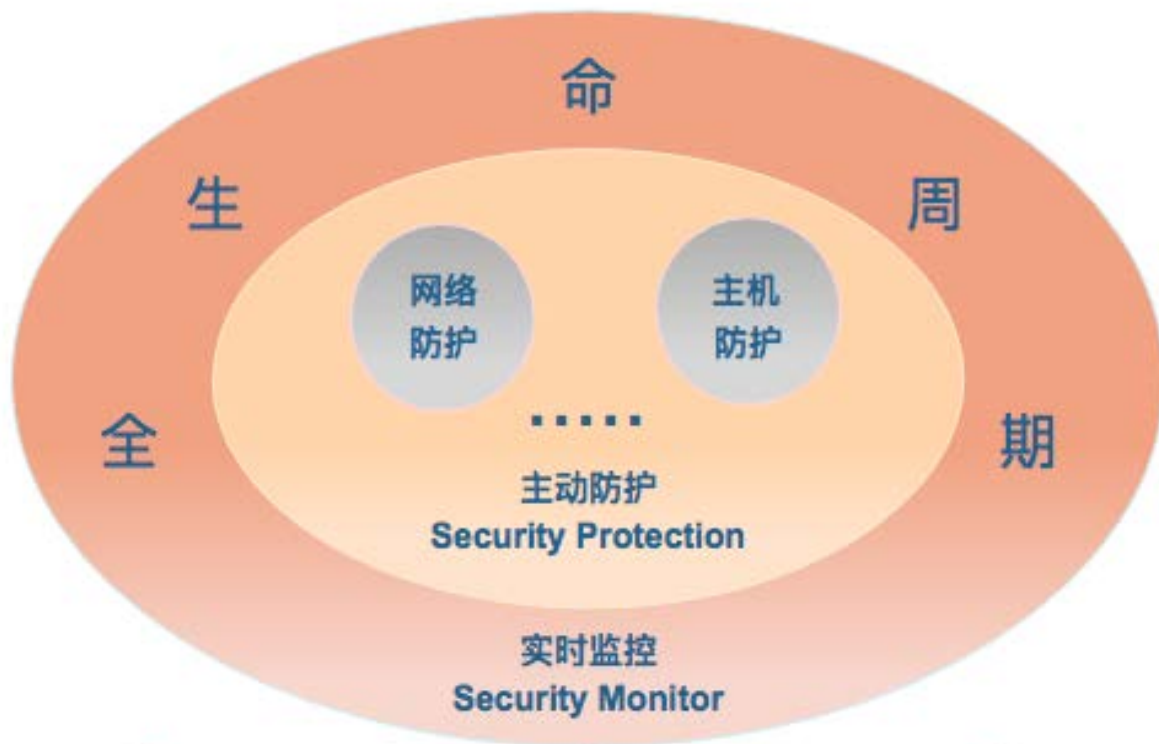 全生命周期
网络
防护
主机
防护
.....
主动防护
Security Protection
实时监控
Security Monitor